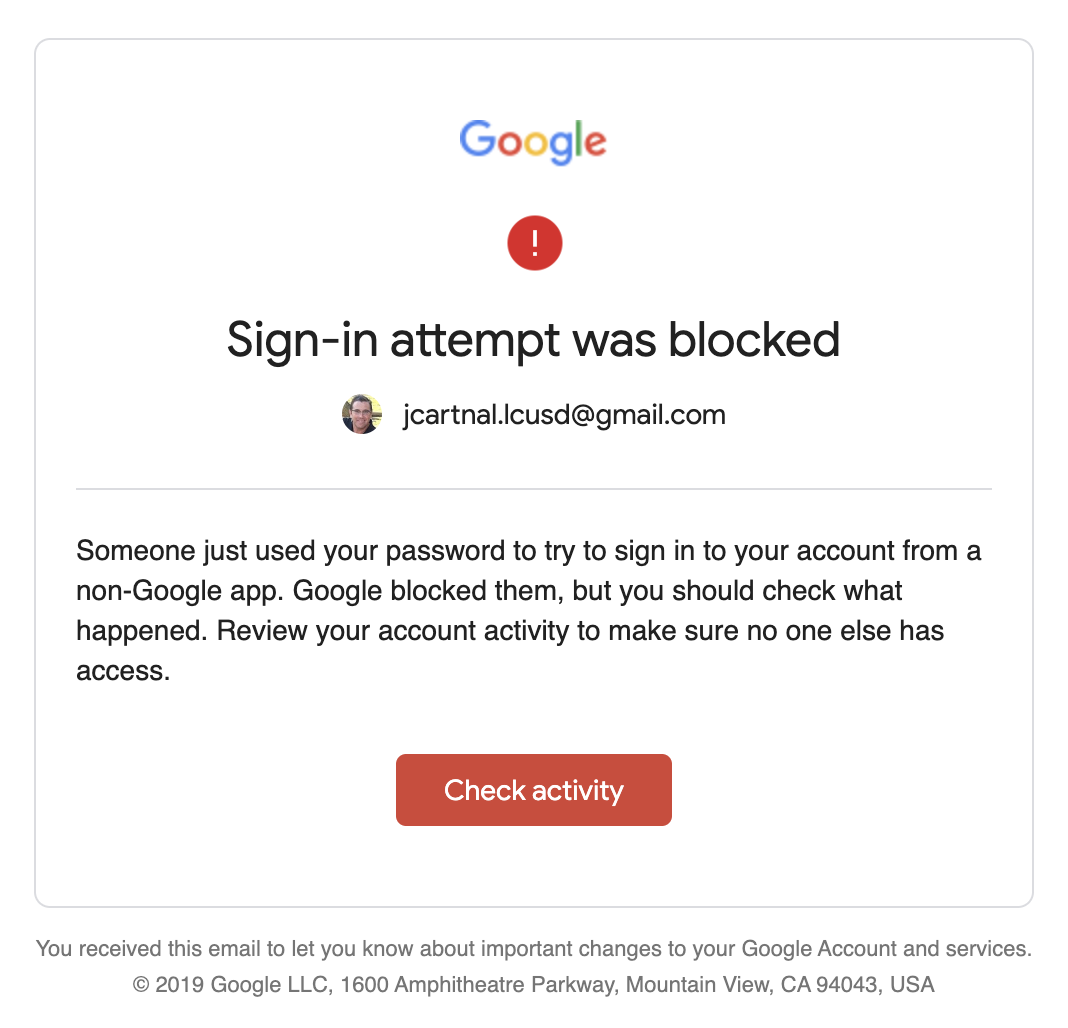 Google
!
Sign-in attempt was blocked
jcartnal.lcusd@gmail.com
Someone just used your password to try to sign in to your account from a
non-Google app. Google blocked them, but you should check what
happened. Review your account activity to make sure no one else has
access.
Check activity
You received this email to let you know about important changes to your Google Account and services.
© 2019 Google LLC, 1600 Amphitheatre Parkway, Mountain View, CA 94043, USA